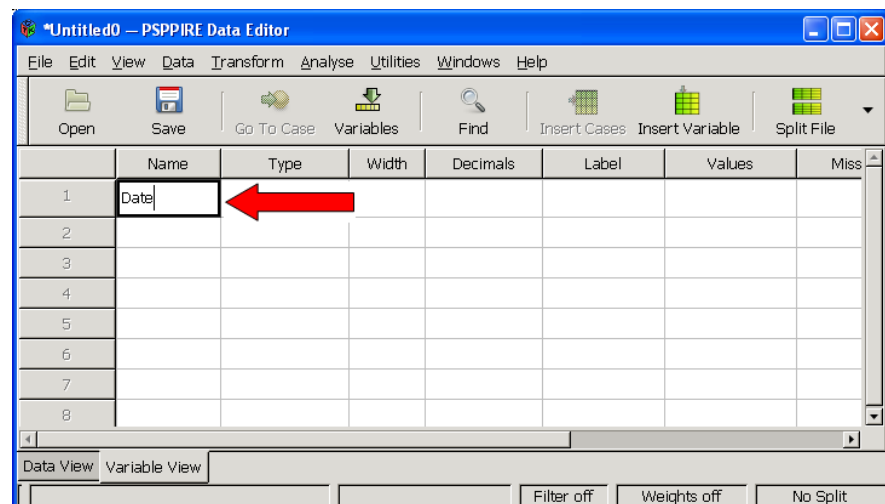 *Untitled0 — PSPPIRE Data Editor
File Edit View Data Transform Analyse Utilities Windows Help
Open Save Go To Case Variables Find Insert Cases Insert Variable Split File
Name Type Width Decimals Label Values Miss
1 Date
2
3
4
5
6
7
8
Data View Variable View
Filter off Weights off No Split